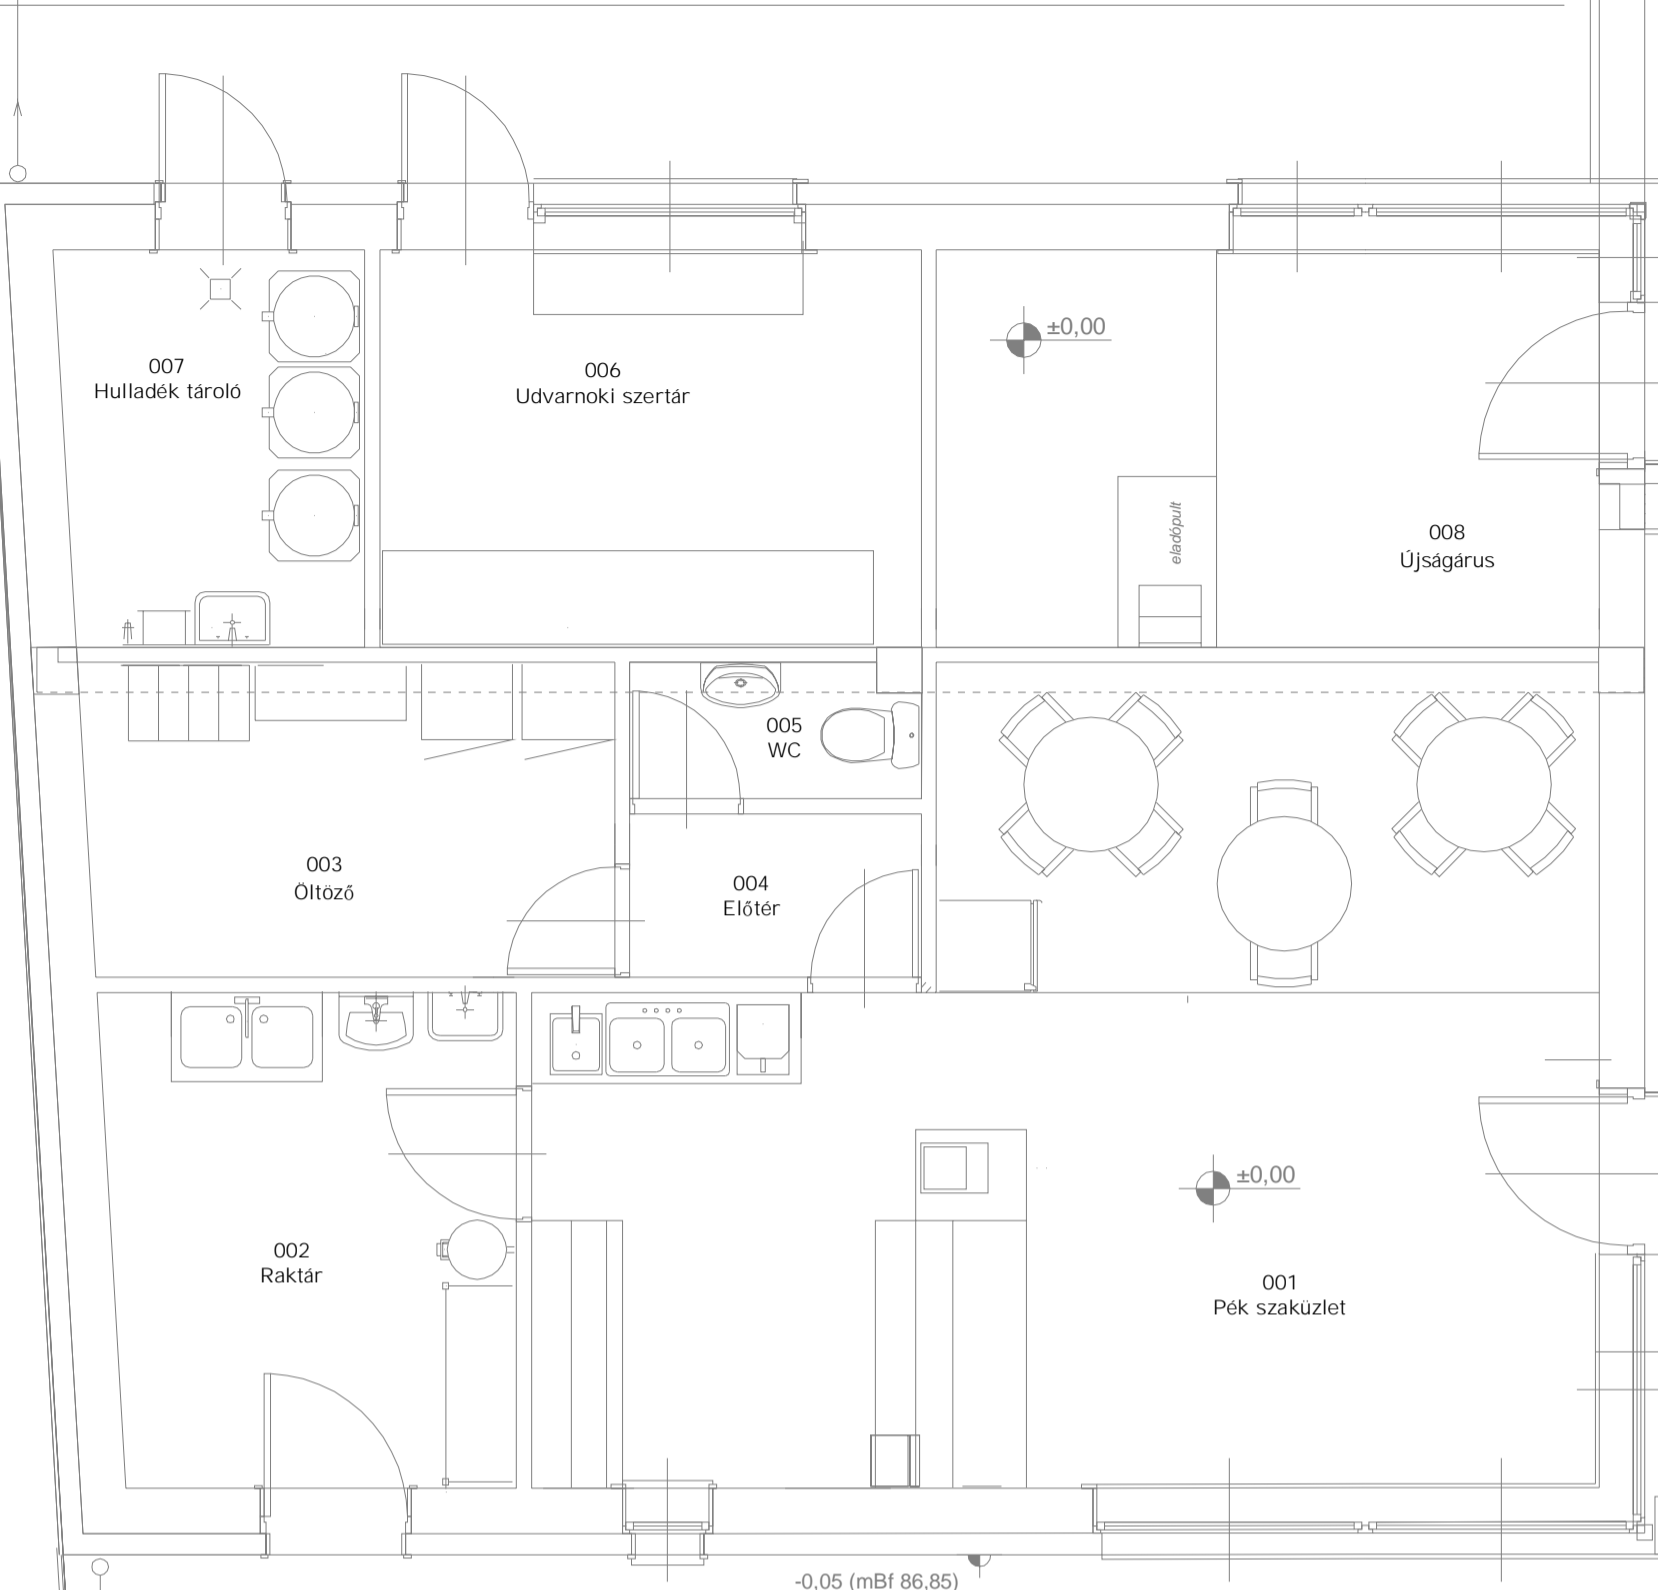 ±0,00
007
Hulladék tároló
006
Udvarnoki szertár
eladópult
008
Újságárus
005
WC
003
Öltöző
004
Előtér
±0,00
002
Raktár
001
Pék szaküzlet
-0,05 (mBf 86,85)